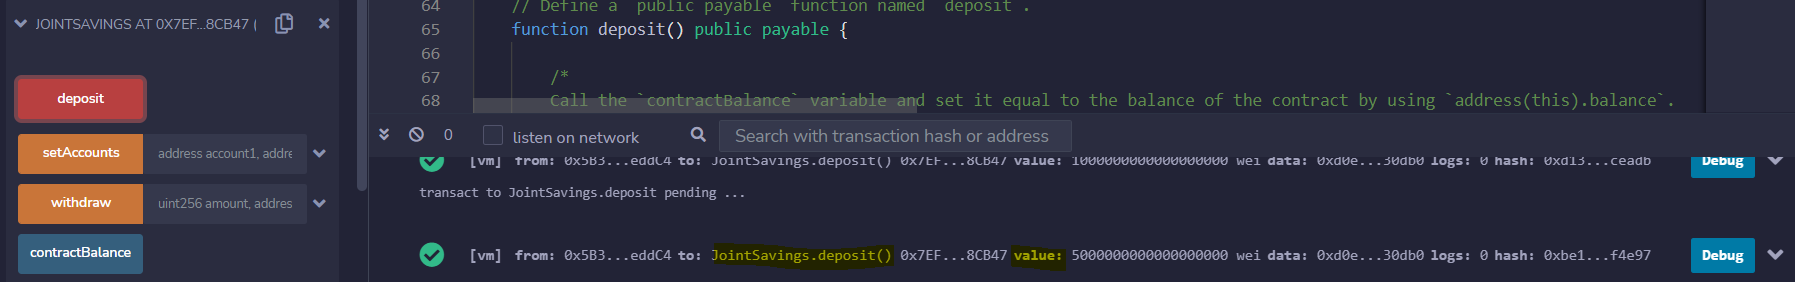 JOINTSAVINGS AT 0X7EF...8CB47 (
deposit
setAccounts address account1, addre
withdraw uint256 amount, addres
contractBalance
64 // Define a `public payable` function named `deposit`.
65 function deposit() public payable {
66
67 /*
68 Call the `contractBalance` variable and set it equal to the balance of the contract by using `address(this).balance`.
0 listen on network Search with transaction hash or address
[vm] from: 0x5B3...eddC4 to: JointSavings.deposit() 0x7EF...8CB47 value: 1000000000000000000 wei data: 0xd0e...30db0 logs: 0 hash: 0xd13...ceadb Debug
transact to JointSavings.deposit pending ...
[vm] from: 0x5B3...eddC4 to: JointSavings.deposit() 0x7EF...8CB47 value: 5000000000000000000 wei data: 0xd0e...30db0 logs: 0 hash: 0xbe1...f4e97 Debug